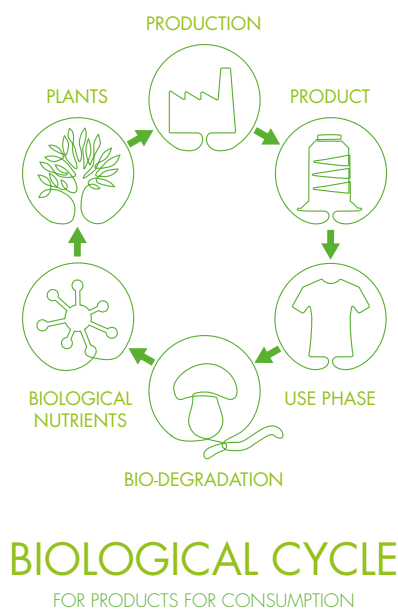 PRODUCTION
PLANTS
PRODUCT
BIOLOGICAL
NUTRIENTS
USE PHASE
BIO-DEGRADATION
BIOLOGICAL CYCLE
FOR PRODUCTS FOR CONSUMPTION